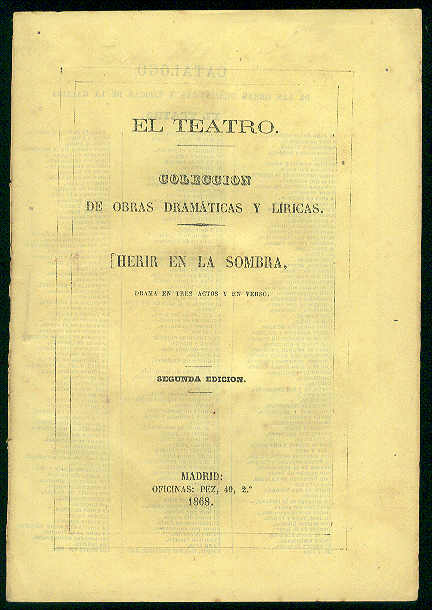 EL TEATRO.
COLECCION
DE OBRAS DRAMÁTICAS Y LÍRICAS.
HERIR EN LA SOMBRA,
DRAMA EN TRES ACTOS Y EN VERSO.
SEGUNDA EDICION.
MADRID:
OFICINAS: PEZ, 40, 2.º
1868.